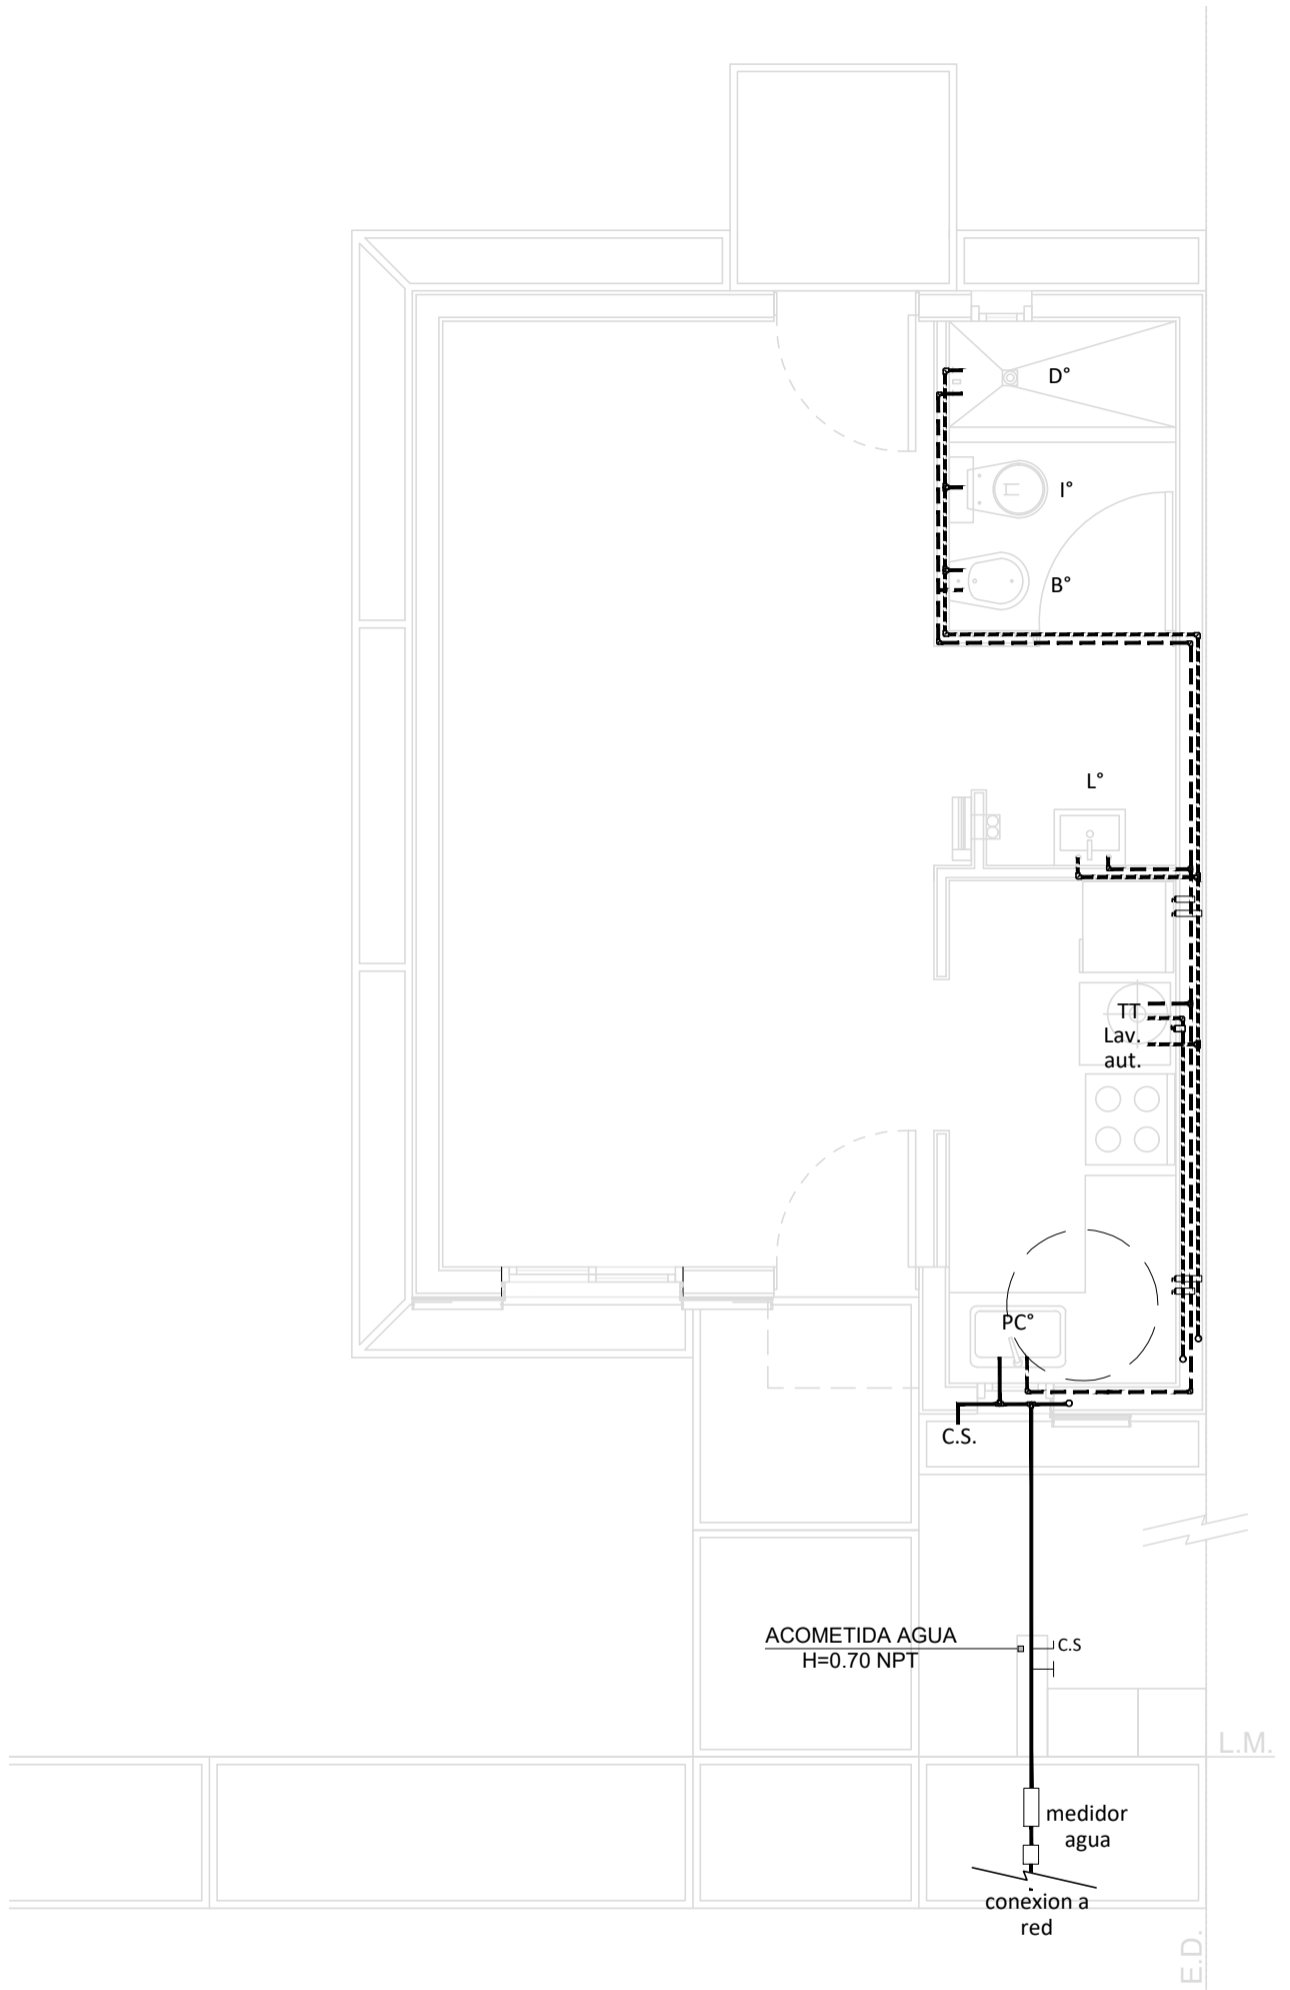 D°
I°
B°
L°
TT
Lav.
aut.
PC°
C.S.
ACOMETIDA AGUA
H=0.70 NPT
C.S
L.M.
medidor
agua
conexion a
red
E.D.